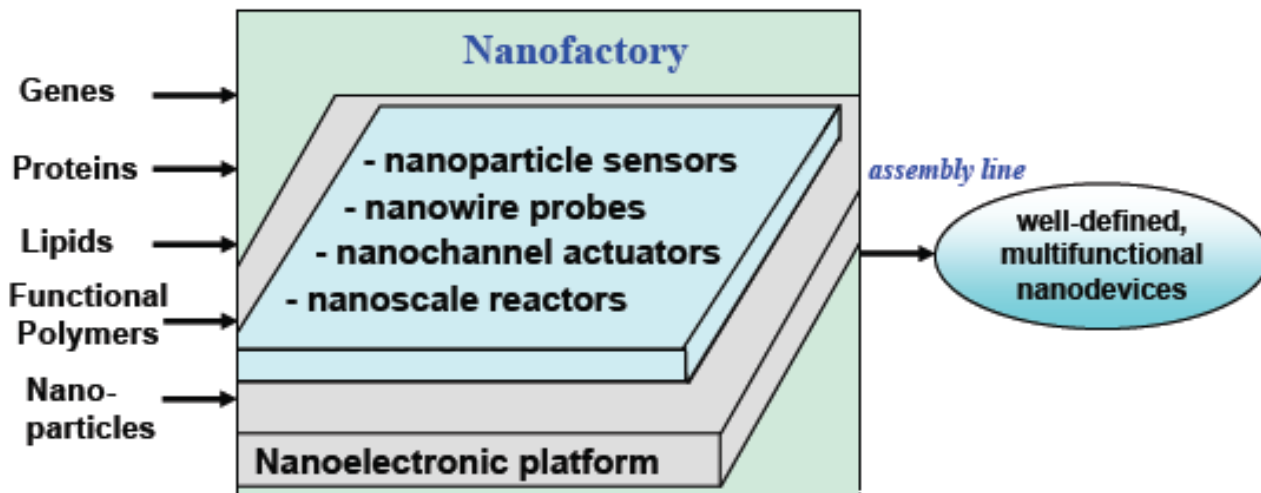 Nanofactory
Genes
Proteins
Lipids
Functional
Polymers
Nano-
particles
- nanoparticle sensors
- nanowire probes
- nanochannel actuators
- nanoscale reactors
Nanoelectronic platform
assembly line
well-defined,
multifunctional
nanodevices